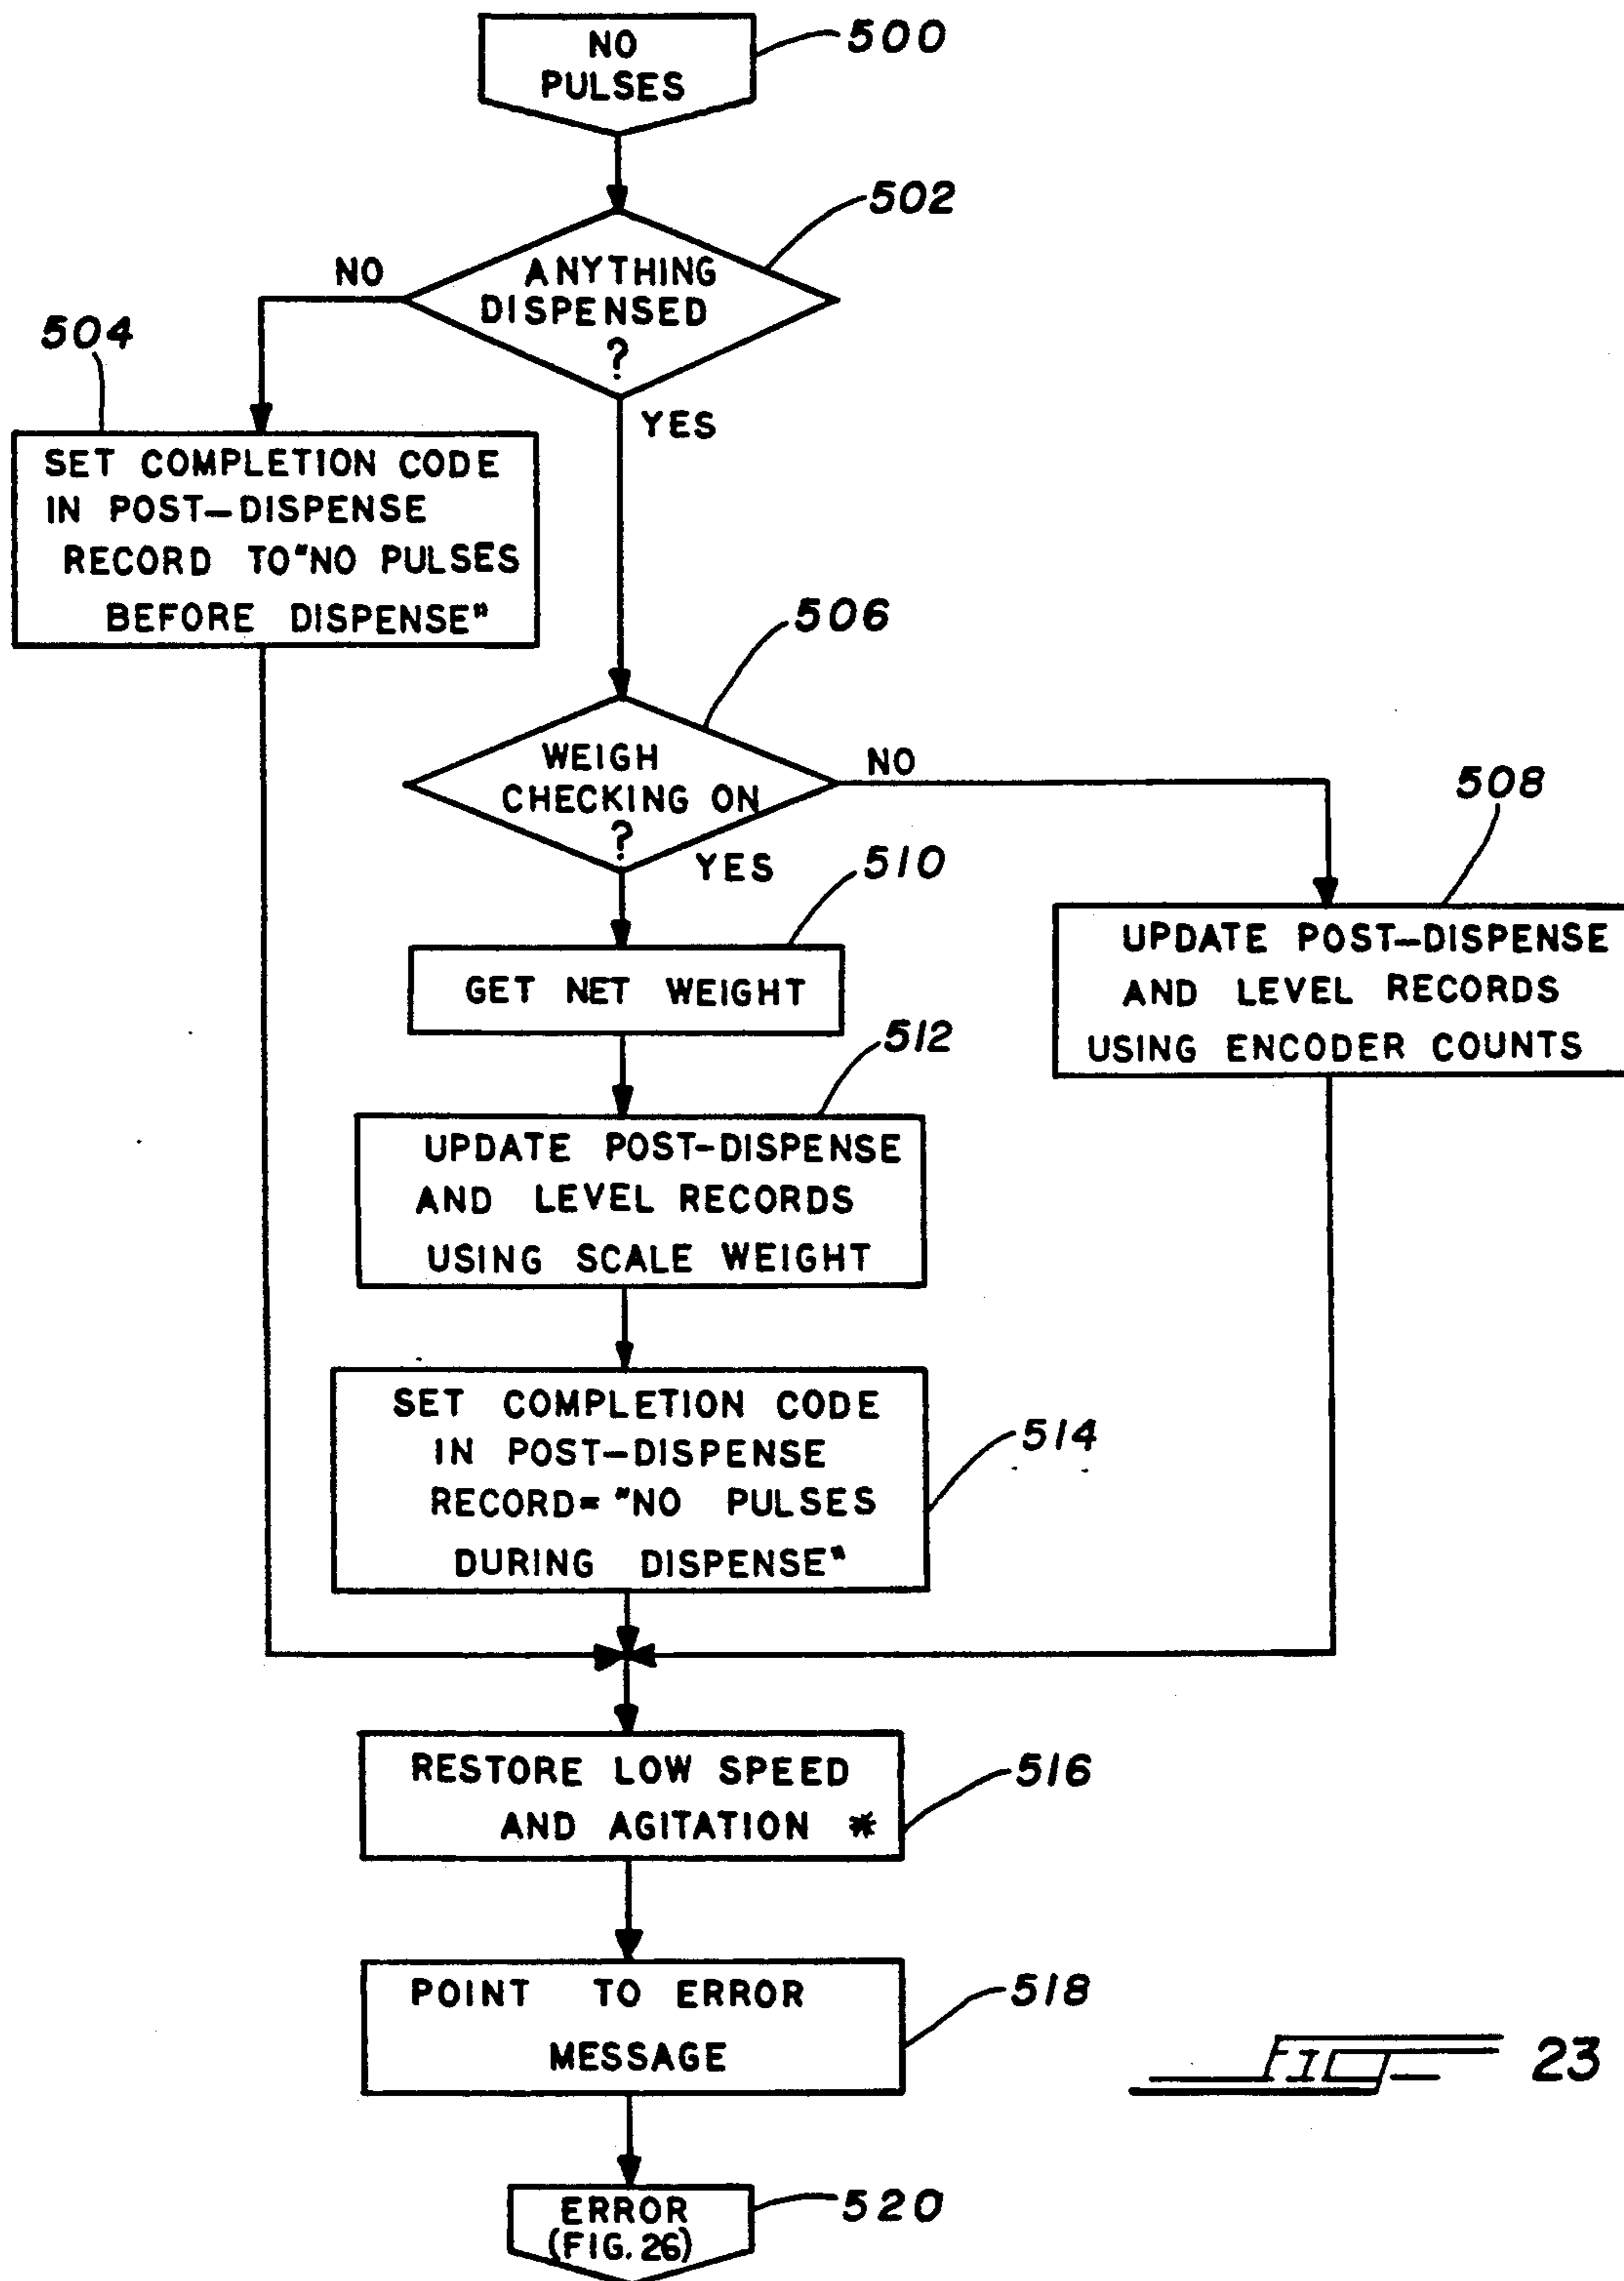 NO
PULSES
500
502
ANYTHING
DISPENSED
?
NO
YES
504
SET COMPLETION CODE
IN POST-DISPENSE
RECORD TO "NO PULSES
BEFORE DISPENSE"
506
WEIGH
CHECKING ON
?
NO
YES
508
UPDATE POST-DISPENSE
AND LEVEL RECORDS
USING ENCODER COUNTS
510
GET NET WEIGHT
512
UPDATE POST-DISPENSE
AND LEVEL RECORDS
USING SCALE WEIGHT
SET COMPLETION CODE
IN POST-DISPENSE
RECORD= "NO PULSES
DURING DISPENSE"
514
RESTORE LOW SPEED
AND AGITATION *
516
POINT TO ERROR
MESSAGE
518
FIG_ 23
ERROR
(FIG. 26)
520